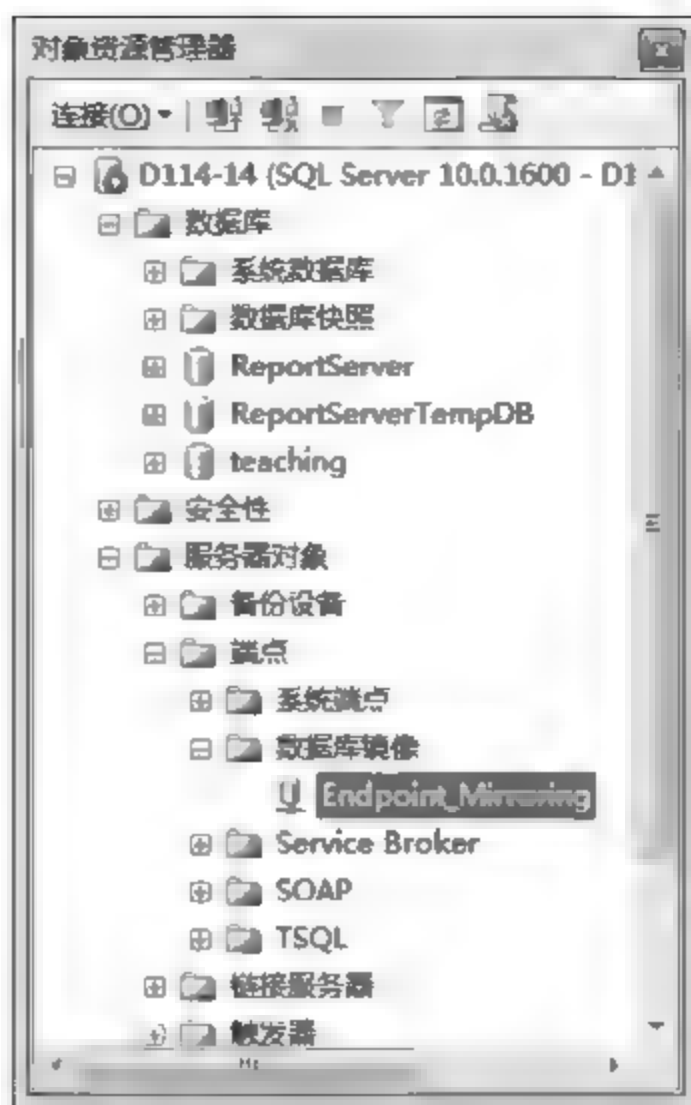 对象资源管理器
连接(O)
D114-14 (SQL Server 10.0.1600 - D1
数据库
系统数据库
数据库快照
ReportServer
ReportServerTempDB
teaching
安全性
服务器对象
备份设备
端点
系统端点
数据库镜像
Endpoint_Mirroring
Service Broker
SOAP
TSQL
链接服务器
触发器